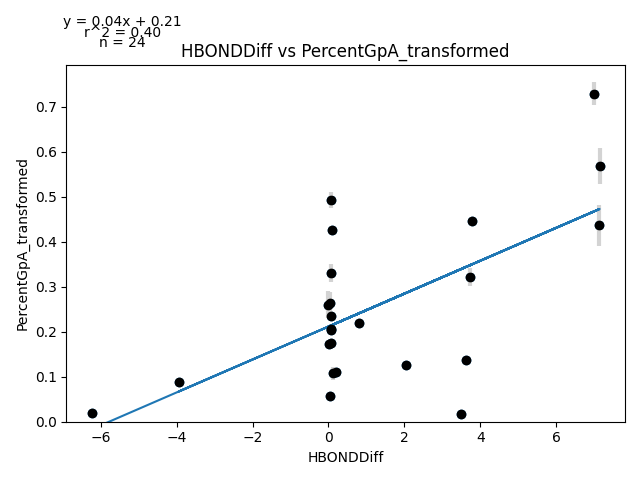 y = 0.04x + 0.21
r^2 = 0.40
n = 24
HBONDDiff vs PercentGpA_transformed
PercentGpA_transformed
0.7
0.6
0.5
0.4
0.3
0.2
0.1
0.0
−6 −4 −2 0 2 4 6
HBONDDiff